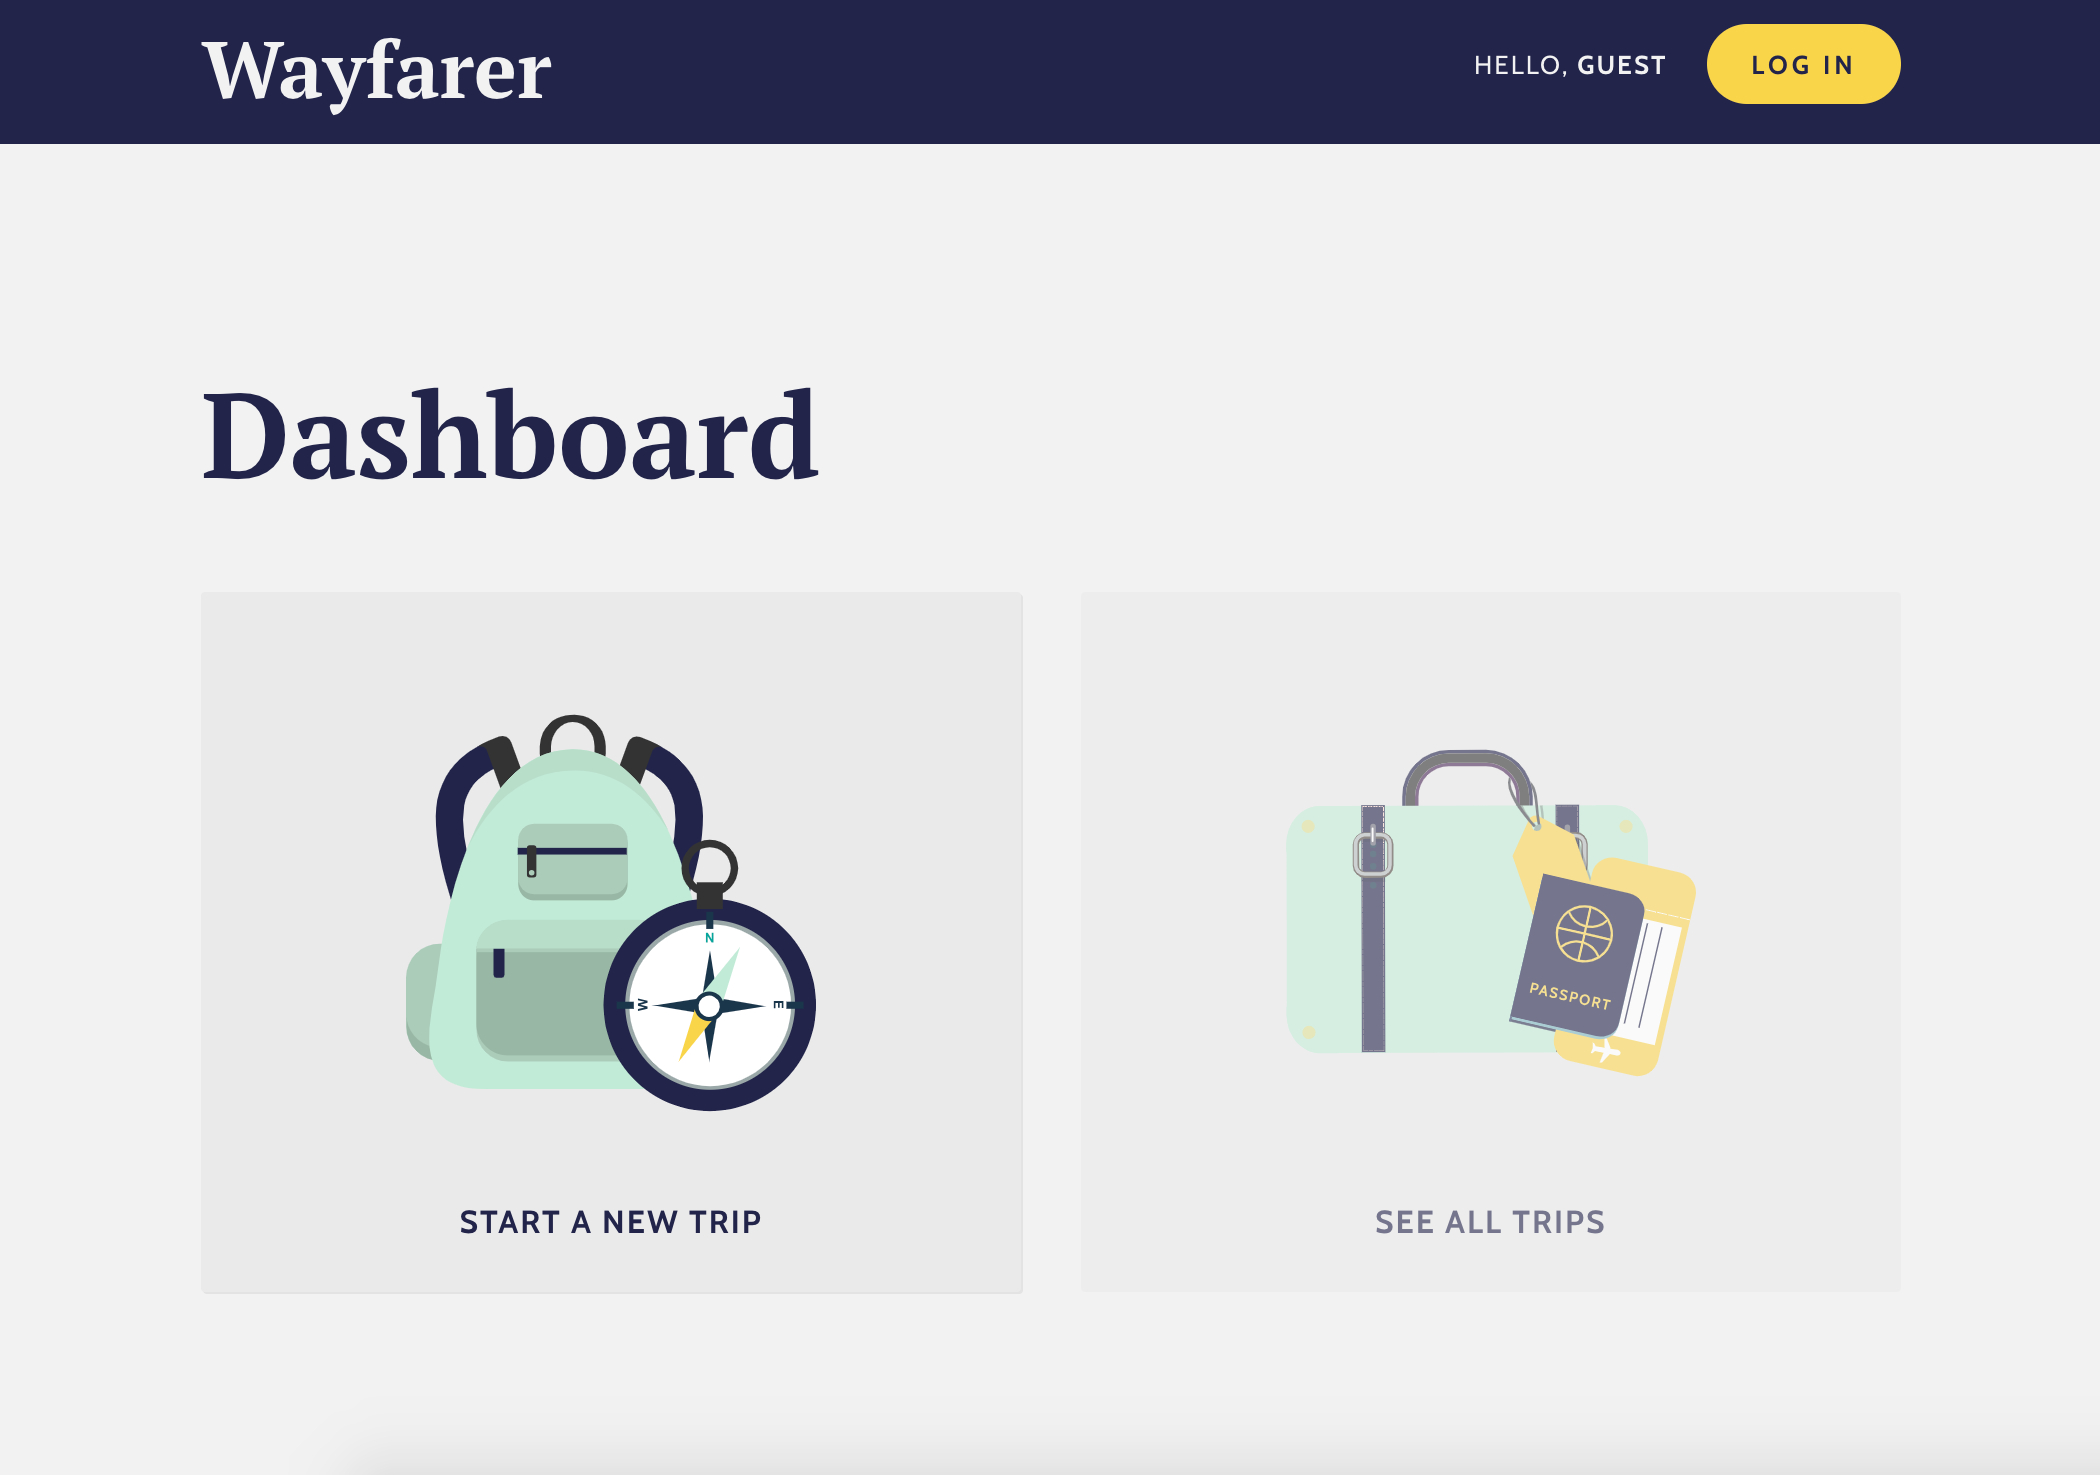 Wayfarer
HELLO, GUEST
LOG IN
Dashboard
N
W
E
PASSPORT
START A NEW TRIP
SEE ALL TRIPS